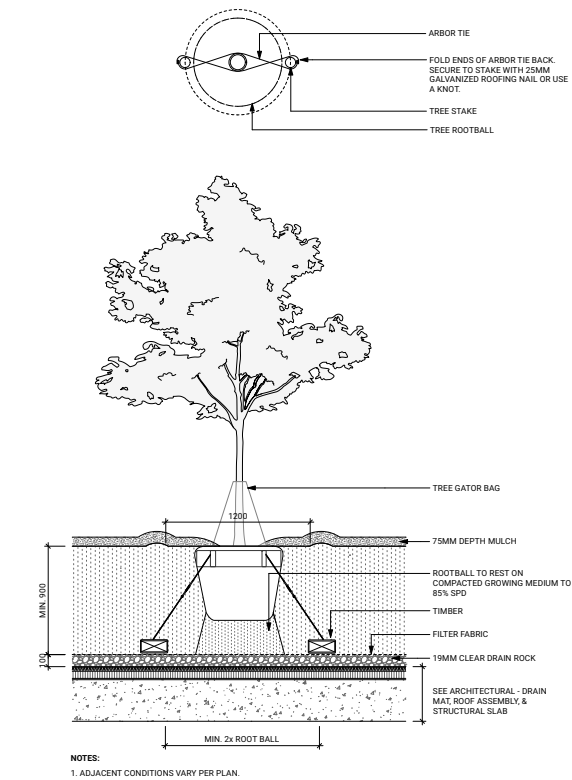 ARBOR TIE
FOLD ENDS OF ARBOR TIE BACK.
SECURE TO STAKE WITH 25MM
GALVANIZED ROOFING NAIL OR USE
A KNOT.
TREE STAKE
TREE ROOTBALL
TREE GATOR BAG
1200
75MM DEPTH MULCH
ROOTBALL TO REST ON
COMPACTED GROWING MEDIUM TO
85% SPD
MIN. 900
TIMBER
FILTER FABRIC
100
19MM CLEAR DRAIN ROCK
SEE ARCHITECTURAL - DRAIN
MAT, ROOF ASSEMBLY, &
STRUCTURAL SLAB
MIN. 2x ROOT BALL
NOTES:
1. ADJACENT CONDITIONS VARY PER PLAN.